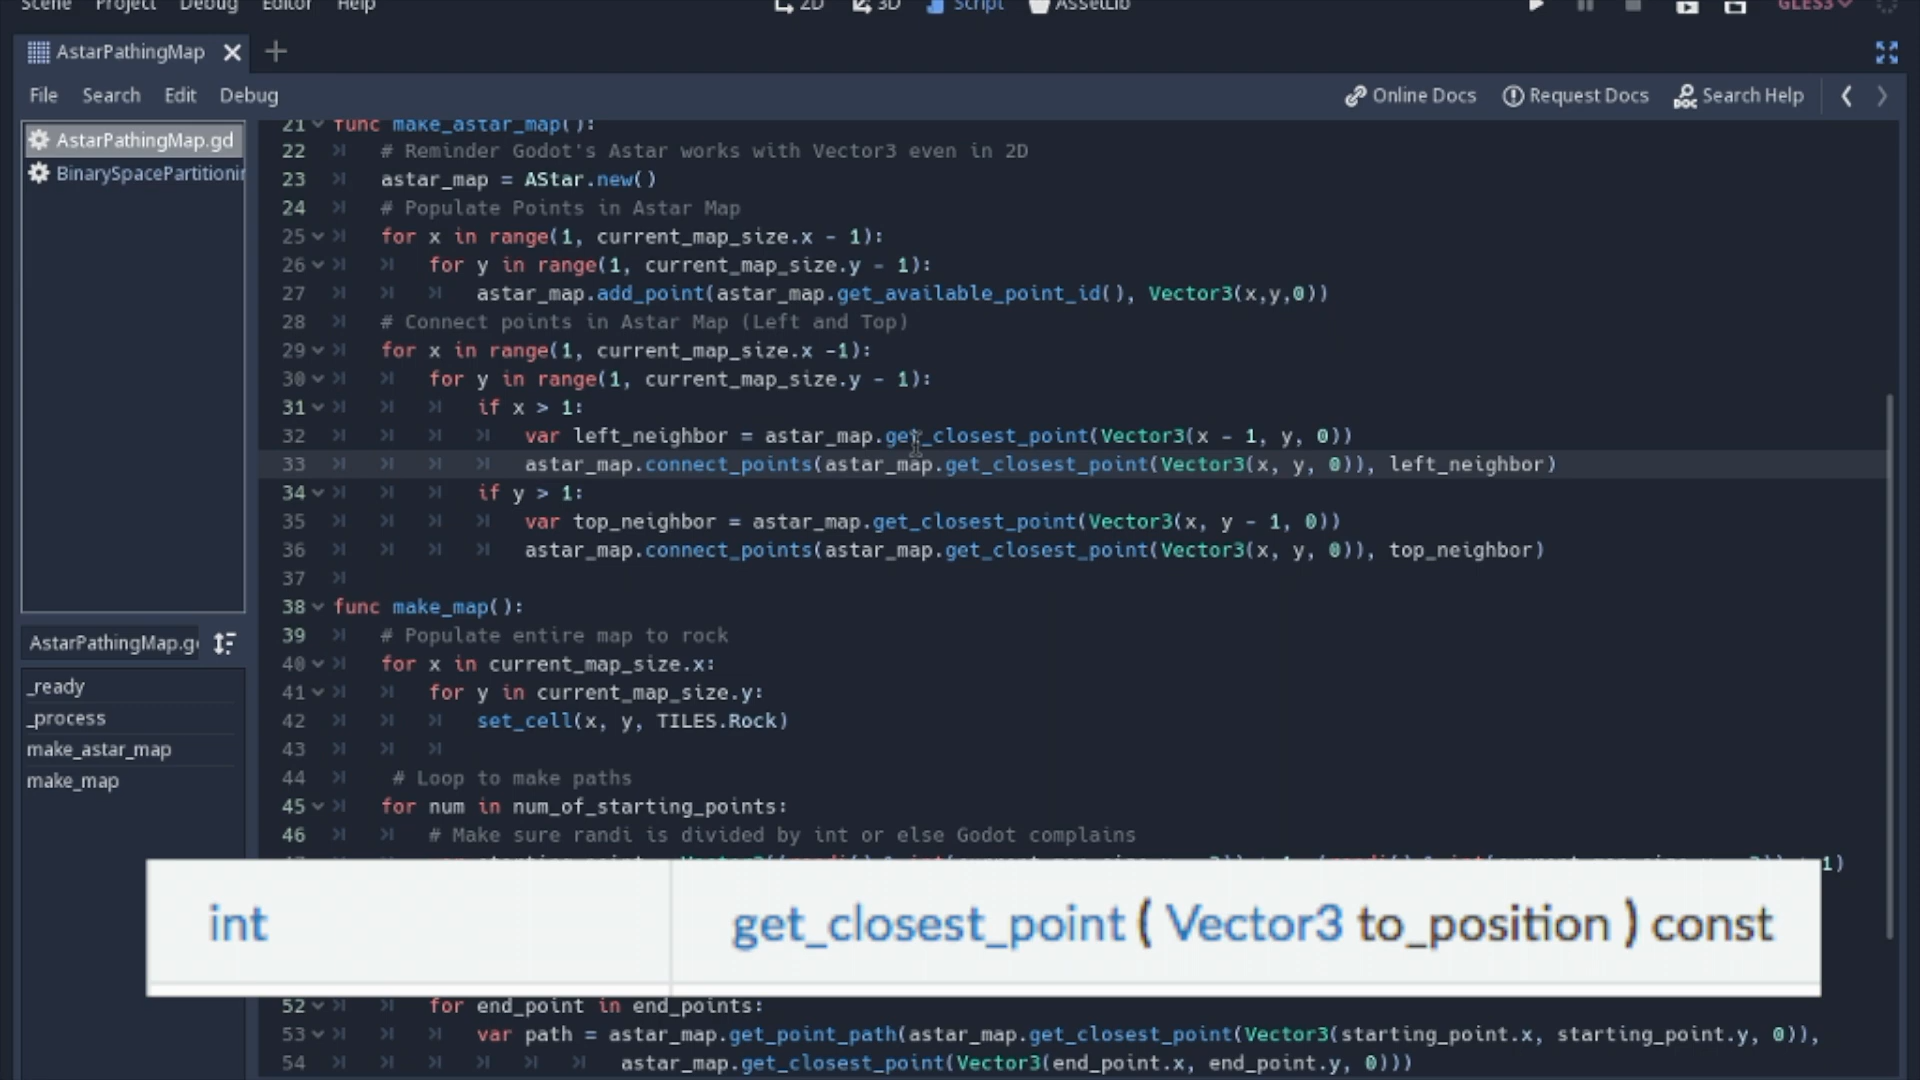 Scene Project Debug Editor Help 2D 3D Script AssetLib GLES3
AstarPathingMap
File Search Edit Debug Online Docs Request Docs Search Help
AstarPathingMap.gd
BinarySpacePartitionin
AstarPathingMap.g
_ready
_process
make_astar_map
make_map
21 func make_astar_map():
22 # Reminder Godot's Astar works with Vector3 even in 2D
23 astar_map = AStar.new()
24 # Populate Points in Astar Map
25 for x in range(1, current_map_size.x - 1):
26 for y in range(1, current_map_size.y - 1):
27 astar_map.add_point(astar_map.get_available_point_id(), Vector3(x,y,0))
28 # Connect points in Astar Map (Left and Top)
29 for x in range(1, current_map_size.x -1):
30 for y in range(1, current_map_size.y - 1):
31 if x > 1:
32 var left_neighbor = astar_map.get_closest_point(Vector3(x - 1, y, 0))
33 astar_map.connect_points(astar_map.get_closest_point(Vector3(x, y, 0)), left_neighbor)
34 if y > 1:
35 var top_neighbor = astar_map.get_closest_point(Vector3(x, y - 1, 0))
36 astar_map.connect_points(astar_map.get_closest_point(Vector3(x, y, 0)), top_neighbor)
37
38 func make_map():
39 # Populate entire map to rock
40 for x in current_map_size.x:
41 for y in current_map_size.y:
42 set_cell(x, y, TILES.Rock)
43
44 # Loop to make paths
45 for num in num_of_starting_points:
46 # Make sure randi is divided by int or else Godot complains
int get_closest_point ( Vector3 to_position ) const
52 for end_point in end_points:
53 var path = astar_map.get_point_path(astar_map.get_closest_point(Vector3(starting_point.x, starting_point.y, 0)),
54 astar_map.get_closest_point(Vector3(end_point.x, end_point.y, 0)))